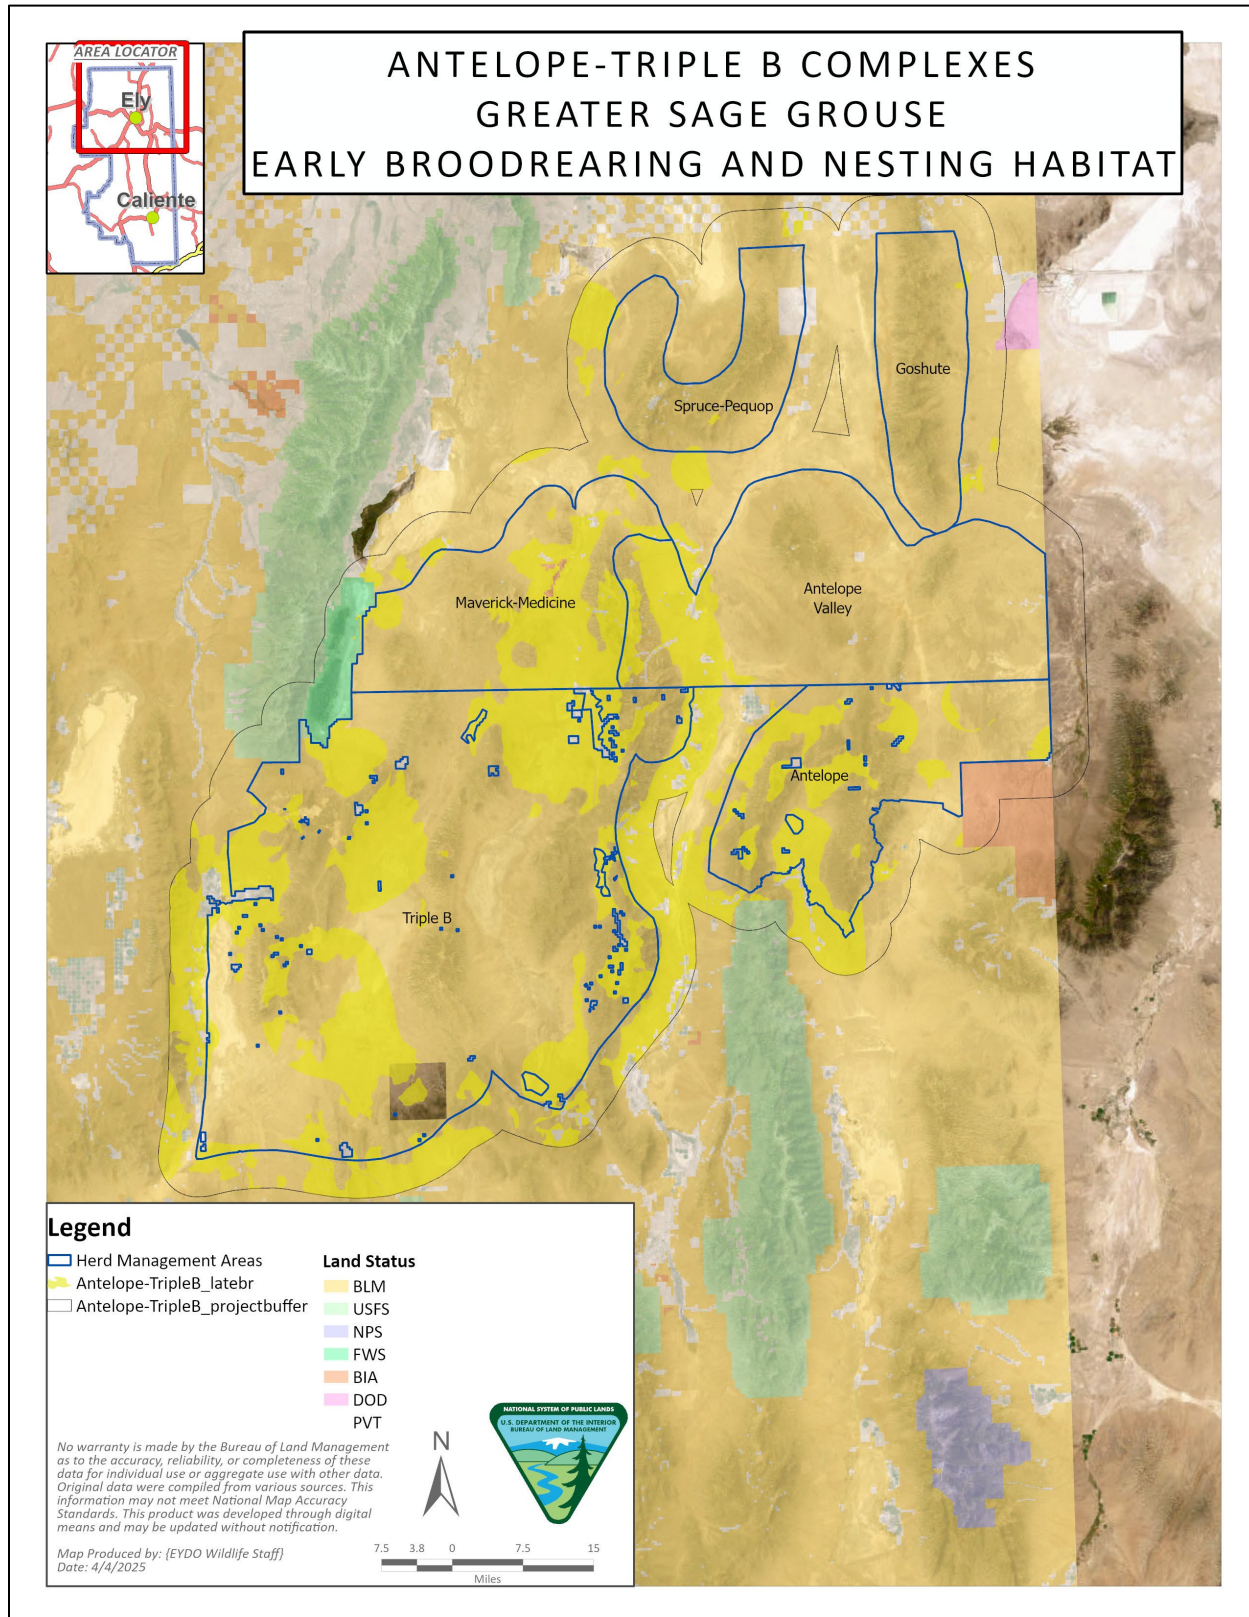 AREA LOCATOR
Ely
Caliente
ANTELOPE-TRIPLE B COMPLEXES
GREATER SAGE GROUSE
EARLY BROODREARING AND NESTING HABITAT
Goshute
Spruce-Pequop
Maverick-Medicine
Antelope
Valley
Antelope
Triple B
Legend
Herd Management Areas
Antelope-TripleB_latebr
Antelope-TripleB_projectbuffer
Land Status
BLM
USFS
NPS
FWS
BIA
DOD
PVT
No warranty is made by the Bureau of Land Management
as to the accuracy, reliability, or completeness of these
data for individual use or aggregate use with other data.
Original data were compiled from various sources. This
information may not meet National Map Accuracy
Standards. This product was developed through digital
means and may be updated without notification.
Map Produced by: {EYDO Wildlife Staff}
Date: 4/4/2025
N
NATIONAL SYSTEM OF PUBLIC LANDS
U.S. DEPARTMENT OF THE INTERIOR
BUREAU OF LAND MANAGEMENT
7.5 3.8 0 7.5 15
Miles